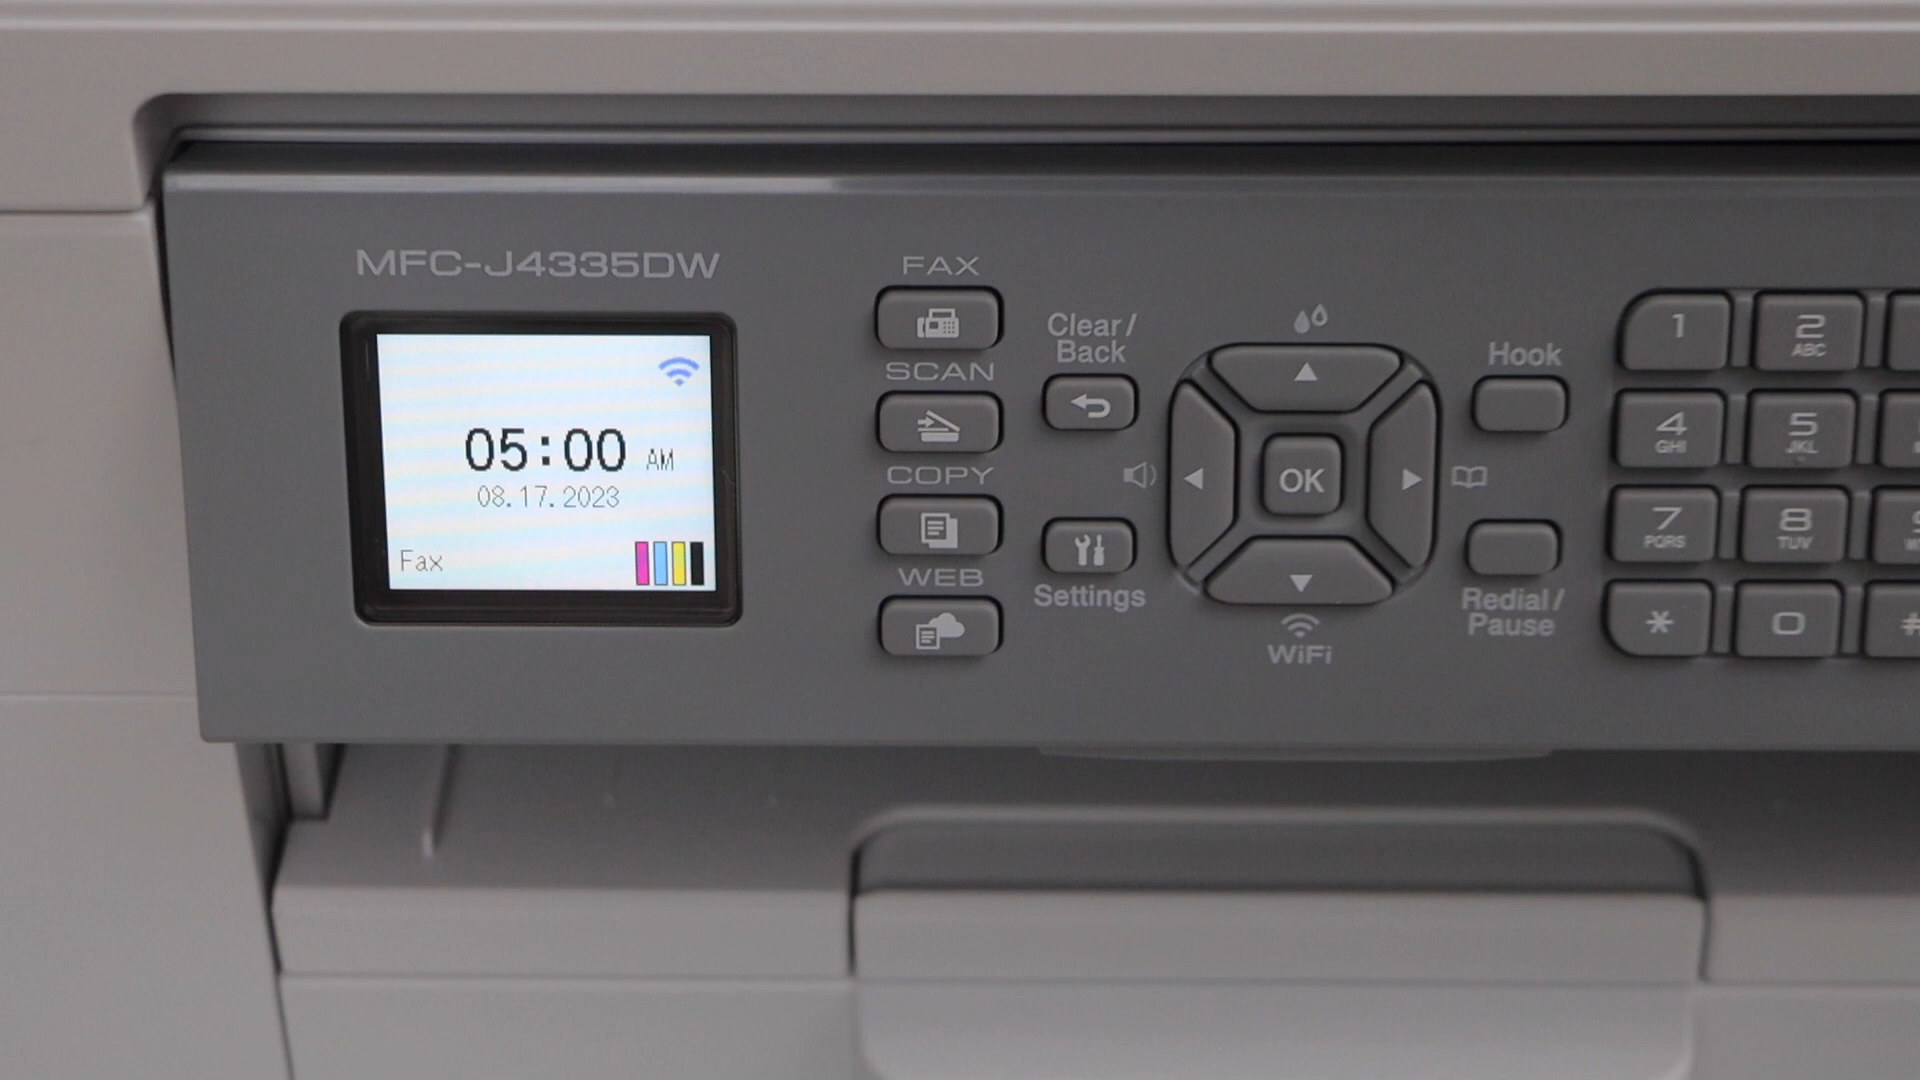 MFC-J4335DW
05:00 AM
08.17.2023
Fax
FAX
SCAN
COPY
WEB
Clear/
Back
Settings
OK
WiFi
Hook
Redial/
Pause
1
2
ABC
4
GHI
5
JKL
7
PQRS
8
TUV
*
0
#